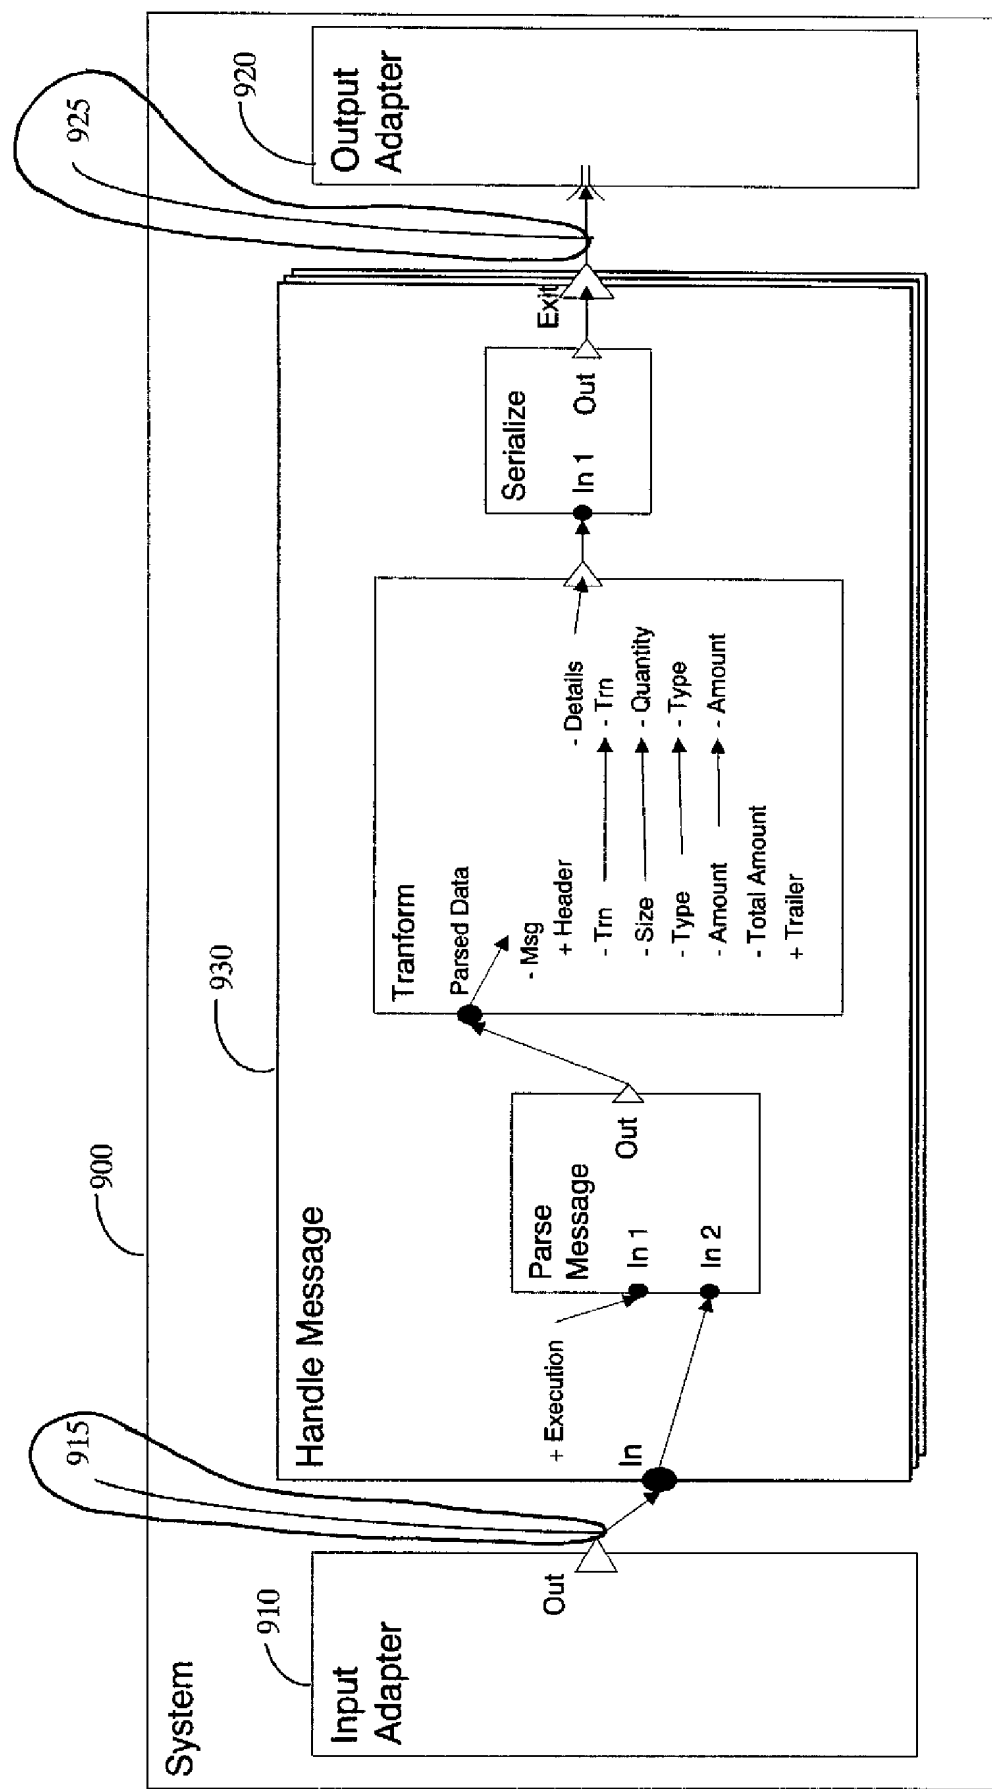 900
System
910
Input
Adapter
Out
915
930
Handle Message
In
+ Execution
Parse
Message
In 1
In 2
Out
Tranform
Parsed Data
- Msg
+ Header
- Trn
- Size
- Type
- Amount
- Total Amount
+ Trailer
- Details
- Trn
- Quantity
- Type
- Amount
Serialize
In 1
Out
Exit
925
920
Output
Adapter